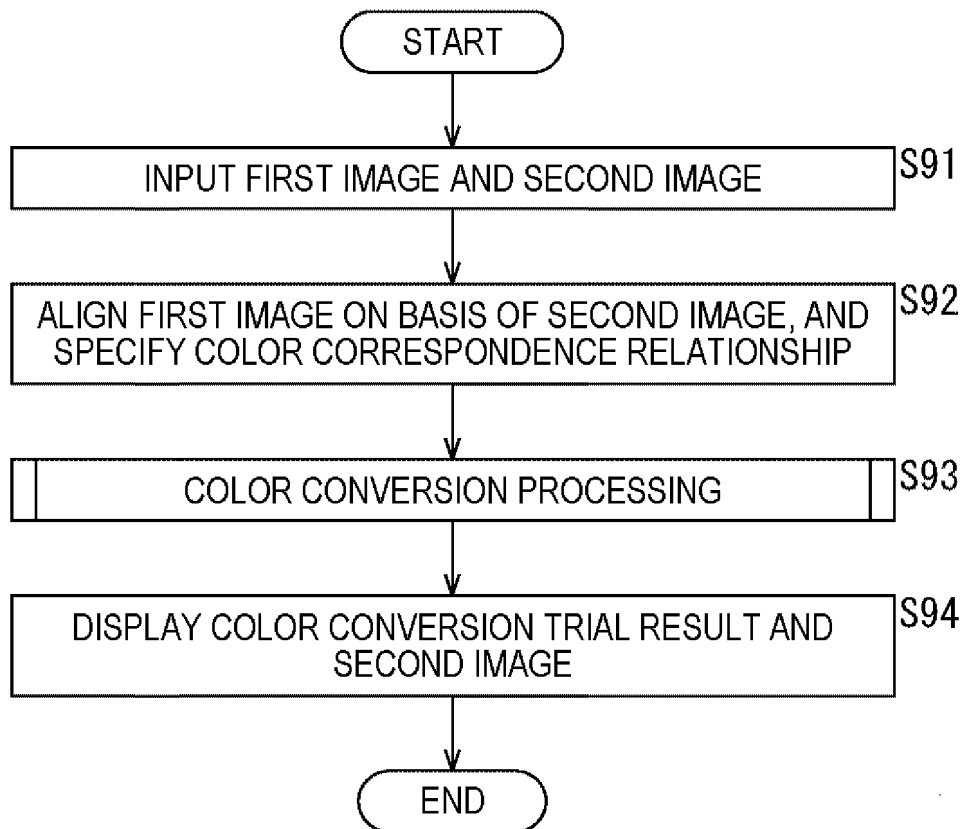 START
INPUT FIRST IMAGE AND SECOND IMAGE
S91
ALIGN FIRST IMAGE ON BASIS OF SECOND IMAGE, AND
SPECIFY COLOR CORRESPONDENCE RELATIONSHIP
S92
COLOR CONVERSION PROCESSING
S93
DISPLAY COLOR CONVERSION TRIAL RESULT AND
SECOND IMAGE
S94
END